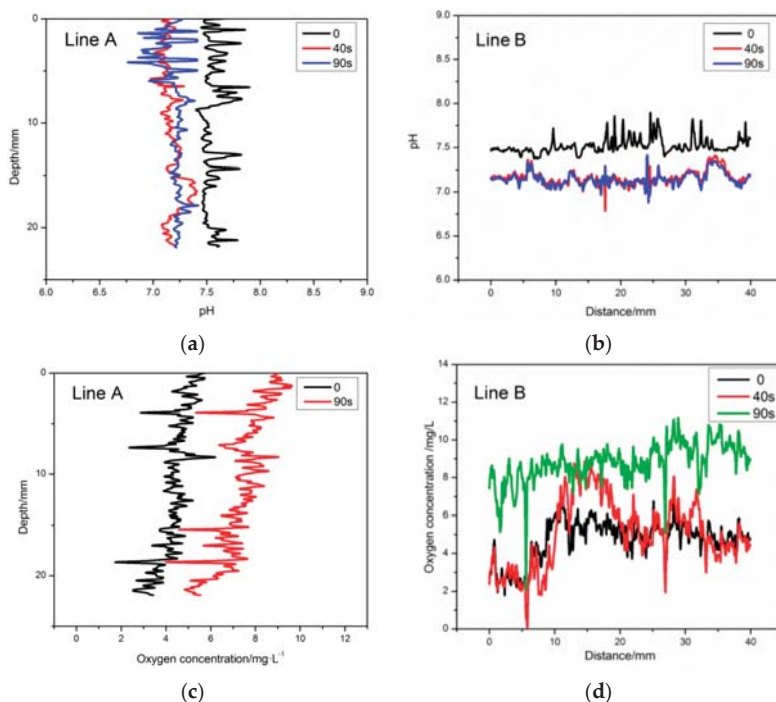 Line A
0
40s
90s
0
10
20
Depth/mm
6.0 6.5 7.0 7.5 8.0 8.5 9.0
pH
(a)
Line B
0
40s
90s
9.0
8.5
8.0
7.5
7.0
6.5
6.0
pH
0 10 20 30 40
Distance/mm
(b)
Line A
0
90s
0
10
20
Depth/mm
0 2 4 6 8 10 12
Oxygen concentration/mg·L⁻¹
(c)
Line B
0
40s
90s
14
12
10
8
6
4
2
0
Oxygen concentration /mg/L
0 10 20 30 40
Distance/mm
(d)